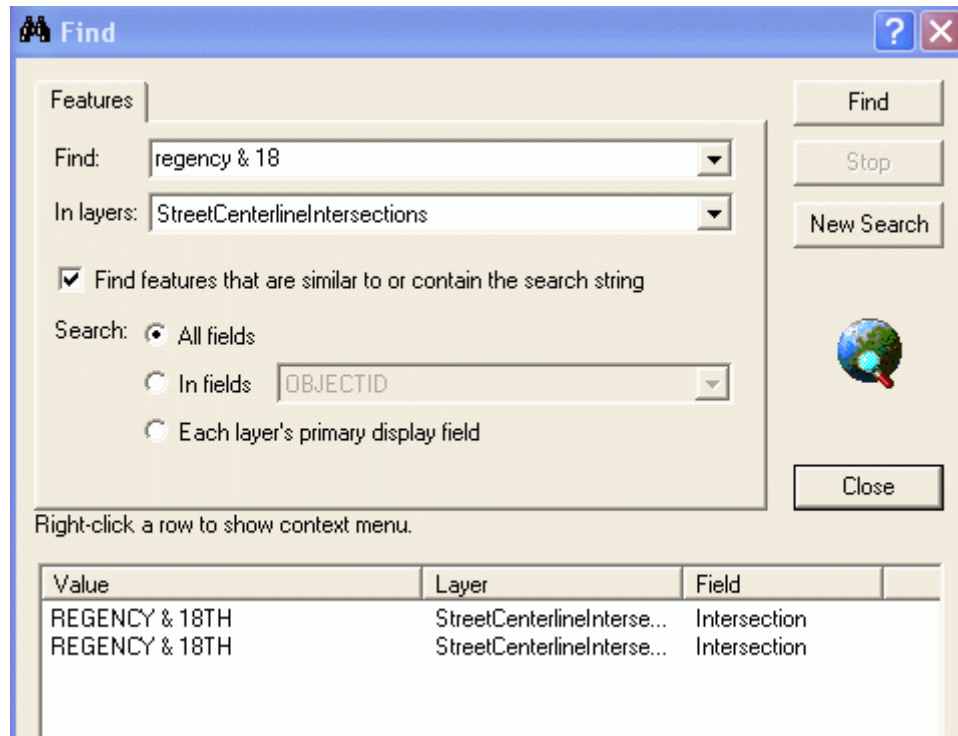 Find
Features
Find
Find: regency & 18
Stop
In layers: StreetCenterlineIntersections
New Search
Find features that are similar to or contain the search string
Search: All fields
In fields OBJECTID
Each layer's primary display field
Close
Right-click a row to show context menu.
Value Layer Field
REGENCY & 18TH StreetCenterlineInterse... Intersection
REGENCY & 18TH StreetCenterlineInterse... Intersection